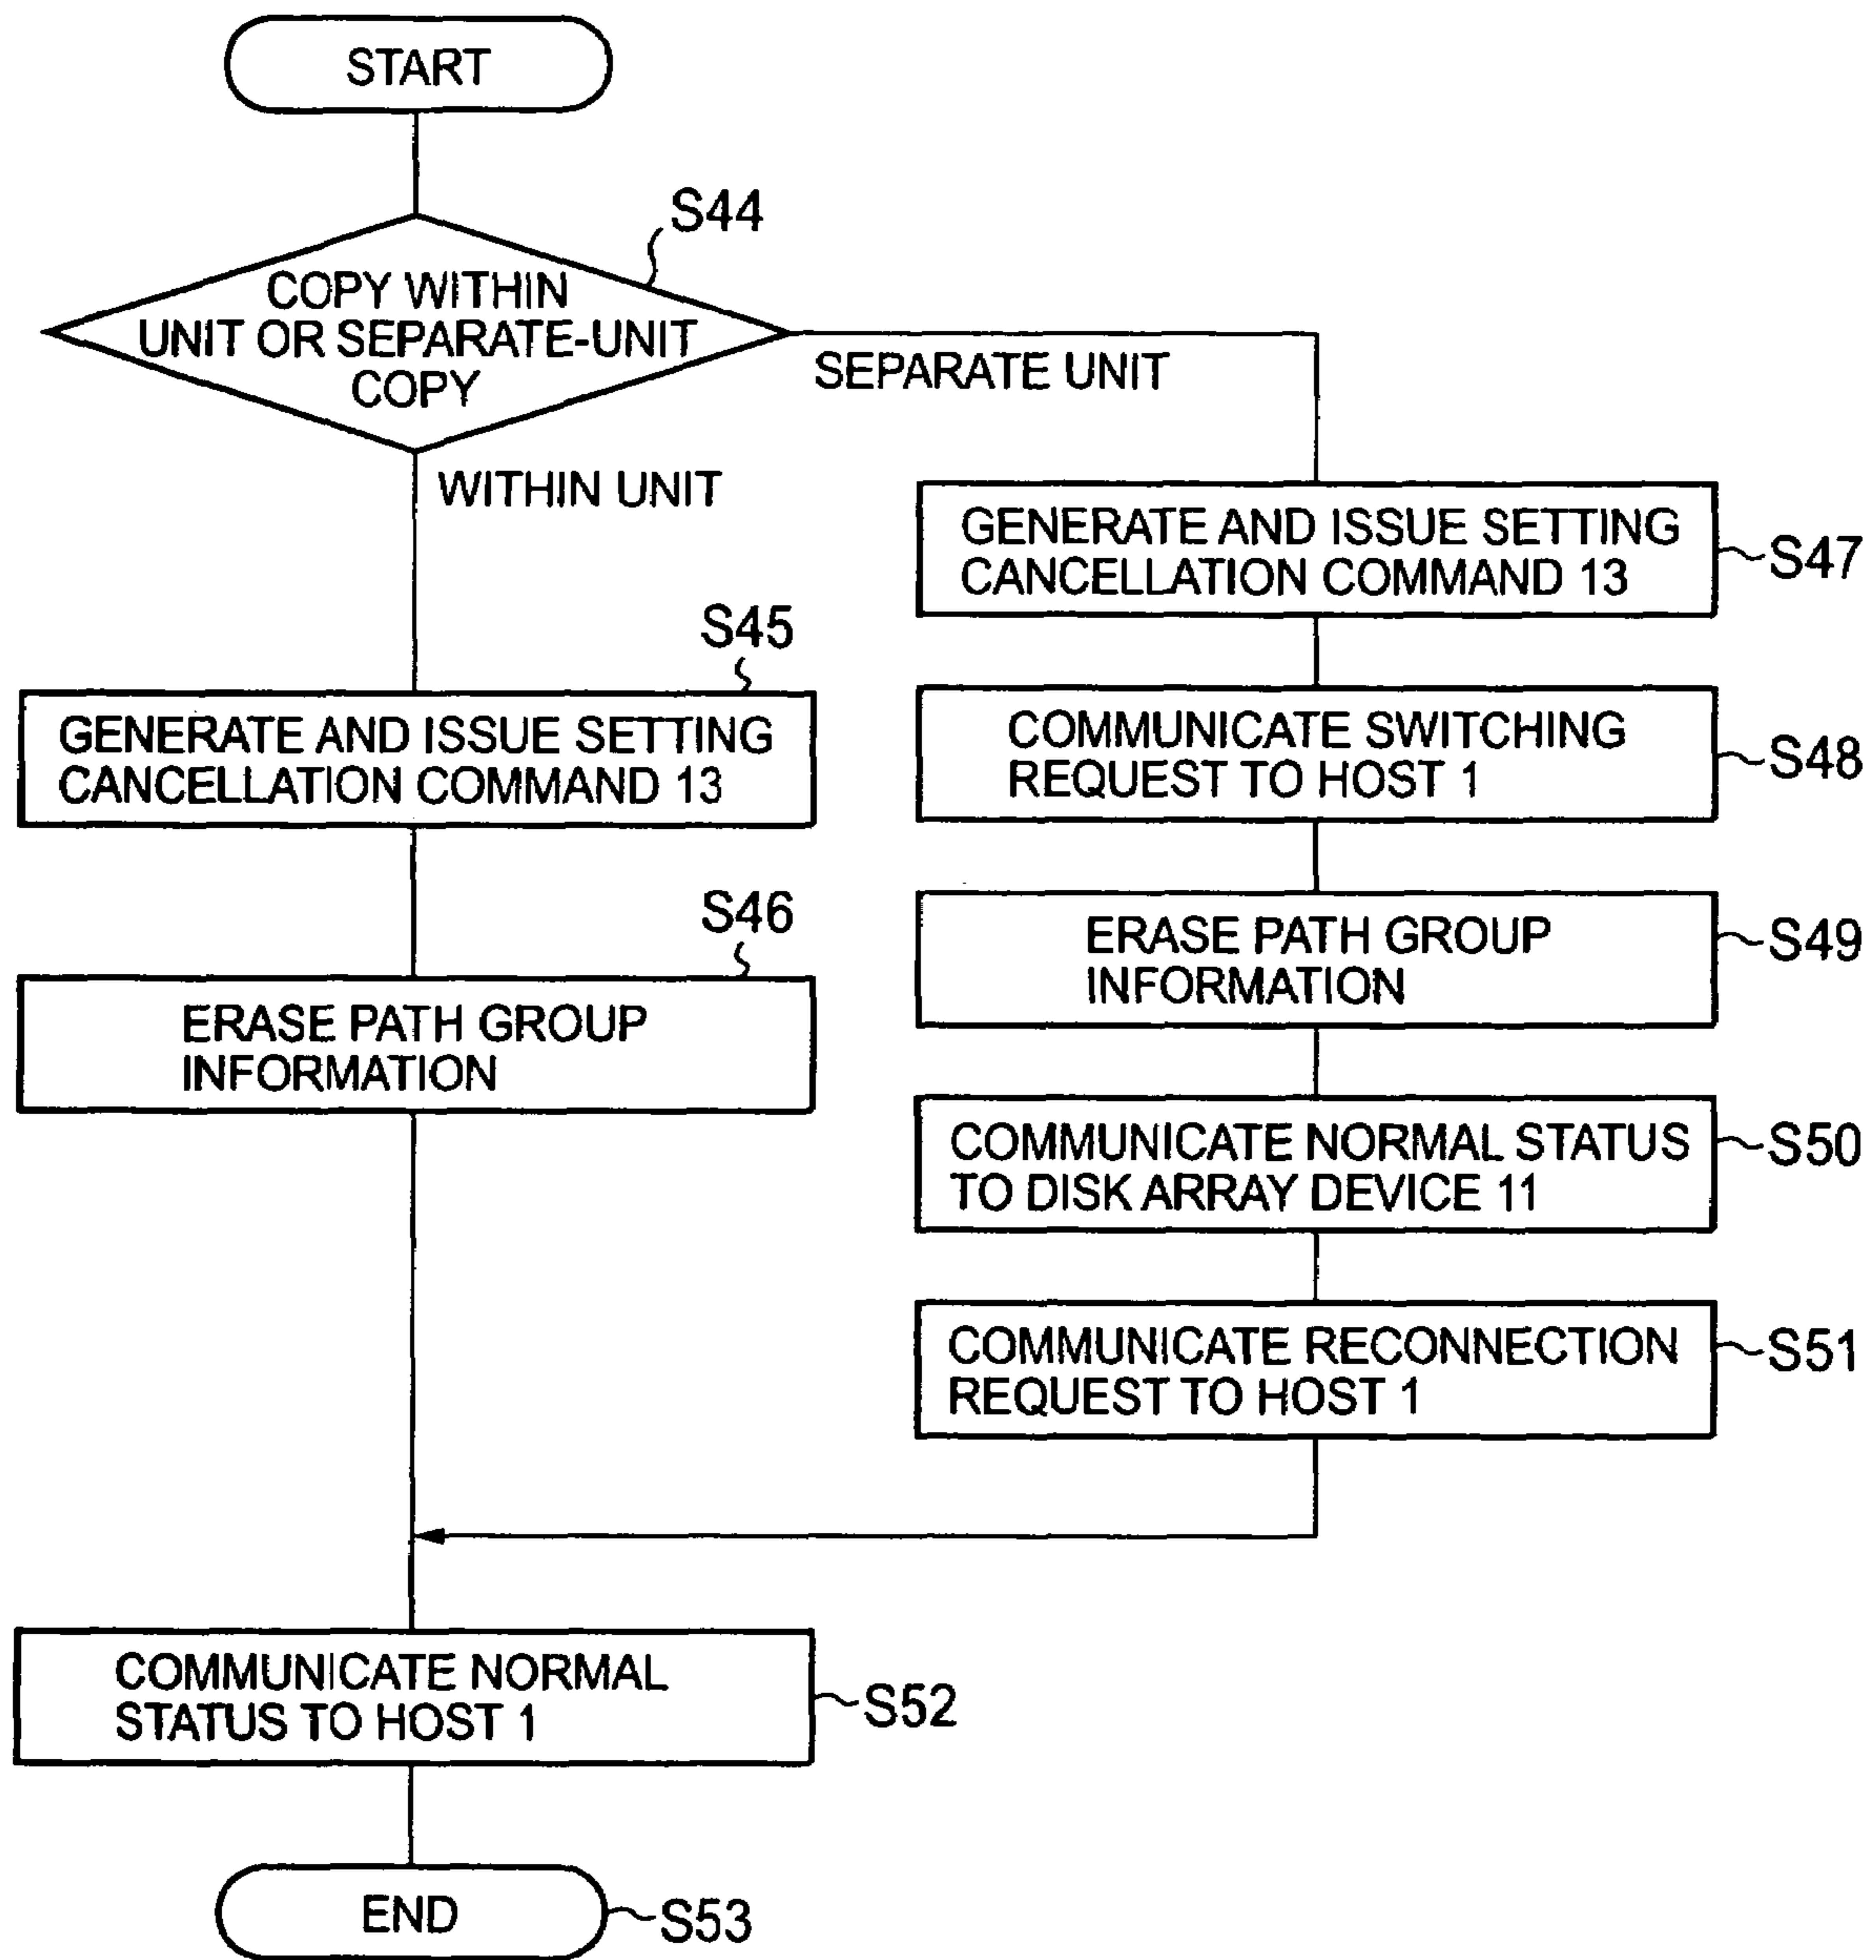 START
S44
COPY WITHIN
UNIT OR SEPARATE-UNIT
COPY
SEPARATE UNIT
WITHIN UNIT
GENERATE AND ISSUE SETTING
CANCELLATION COMMAND 13
S47
S45
GENERATE AND ISSUE SETTING
CANCELLATION COMMAND 13
COMMUNICATE SWITCHING
REQUEST TO HOST 1
S48
S46
ERASE PATH GROUP
INFORMATION
ERASE PATH GROUP
INFORMATION
S49
COMMUNICATE NORMAL STATUS
TO DISK ARRAY DEVICE 11
S50
COMMUNICATE RECONNECTION
REQUEST TO HOST 1
S51
COMMUNICATE NORMAL
STATUS TO HOST 1
S52
END
S53